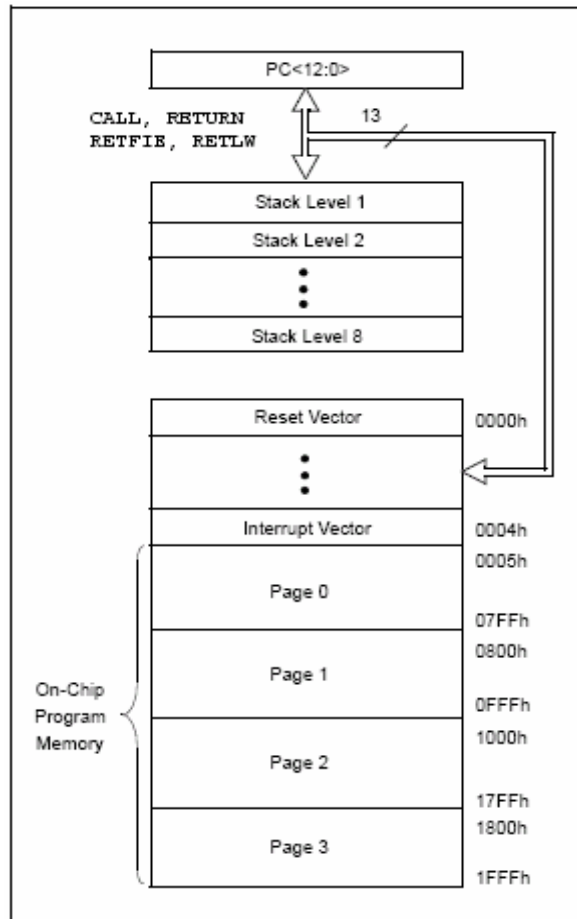 PC<12:0>
CALL, RETURN
RETFIE, RETLW
13
Stack Level 1
Stack Level 2
Stack Level 8
Reset Vector
0000h
Interrupt Vector
0004h
0005h
Page 0
07FFh
0800h
Page 1
0FFFh
On-Chip
Program
Memory
1000h
Page 2
17FFh
1800h
Page 3
1FFFh